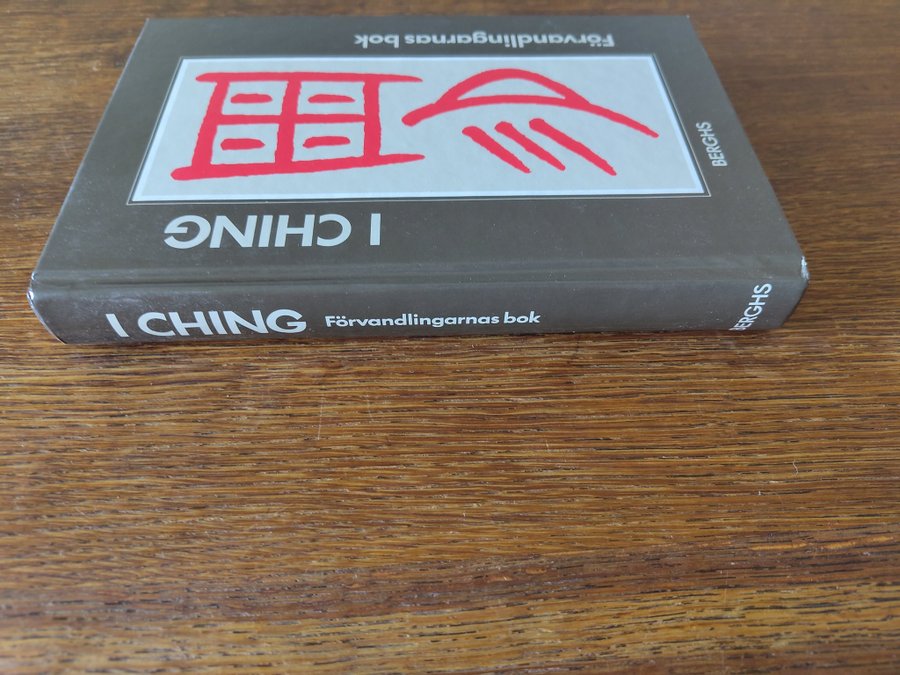 Förvandlingarnas bok
BERGHS
I CHING
I CHING Förvandlingarnas bok
BERGHS